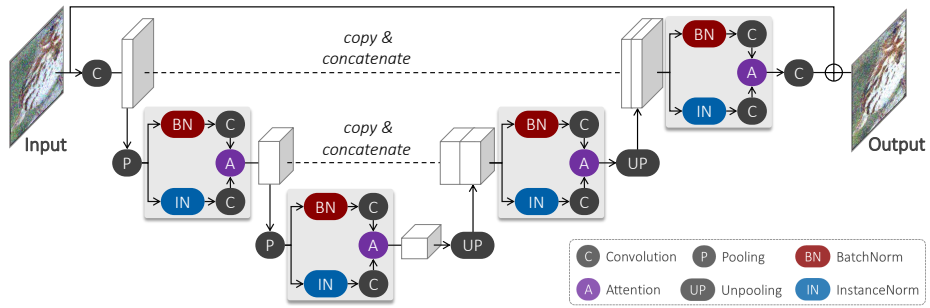 copy &
concatenate
BN
C
C
A
C
IN
C
Input
Output
copy &
concatenate
BN
C
BN
C
P
A
A
UP
IN
C
IN
C
BN
C
P
A
UP
IN
C
C Convolution P Pooling BN BatchNorm
A Attention UP Unpooling IN InstanceNorm